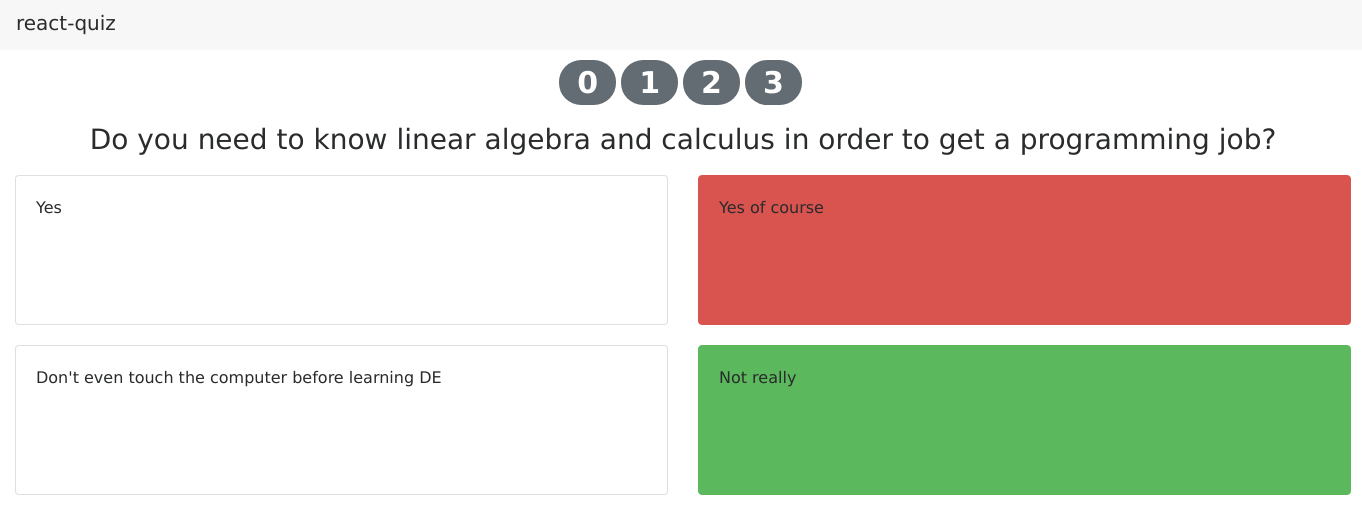 react-quiz
0 1 2 3
Do you need to know linear algebra and calculus in order to get a programming job?
Yes
Yes of course
Don't even touch the computer before learning DE
Not really